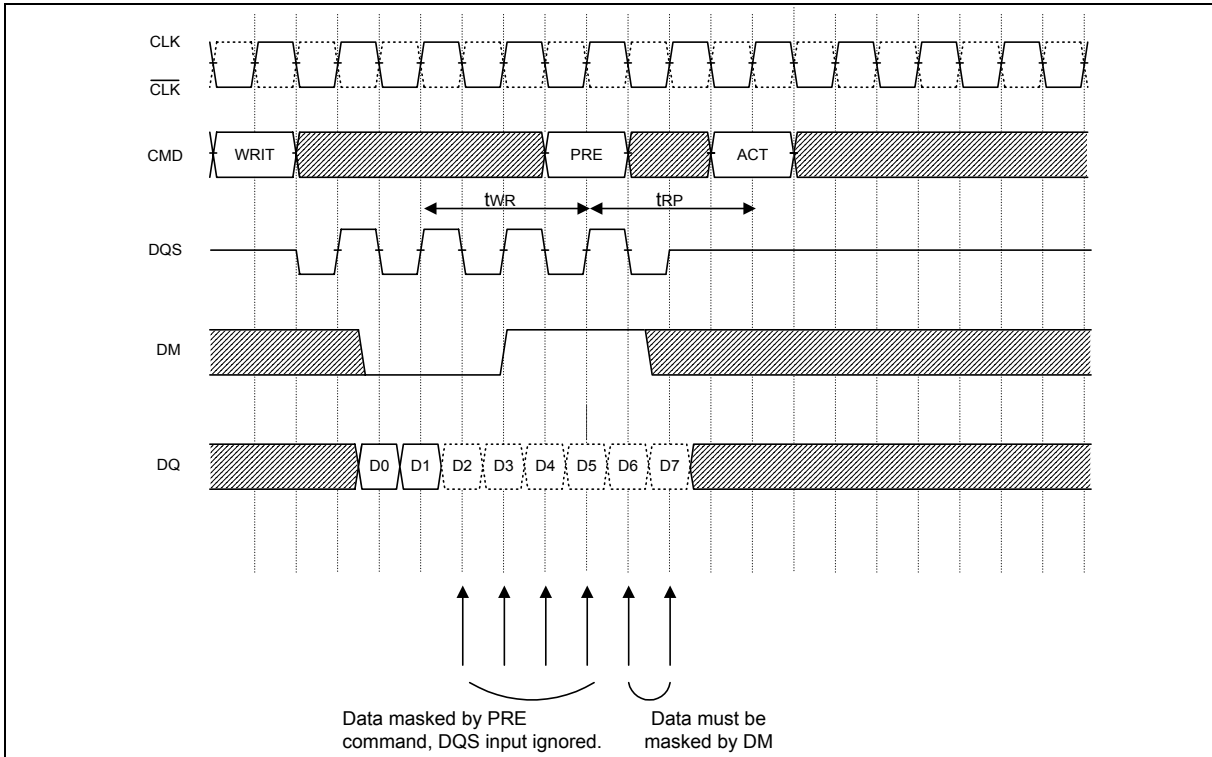 CLK
CLK
CMD WRIT PRE ACT
tWR tRP
DQS
DM
DQ D0 D1 D2 D3 D4 D5 D6 D7
Data masked by PRE Data must be
command, DQS input ignored. masked by DM